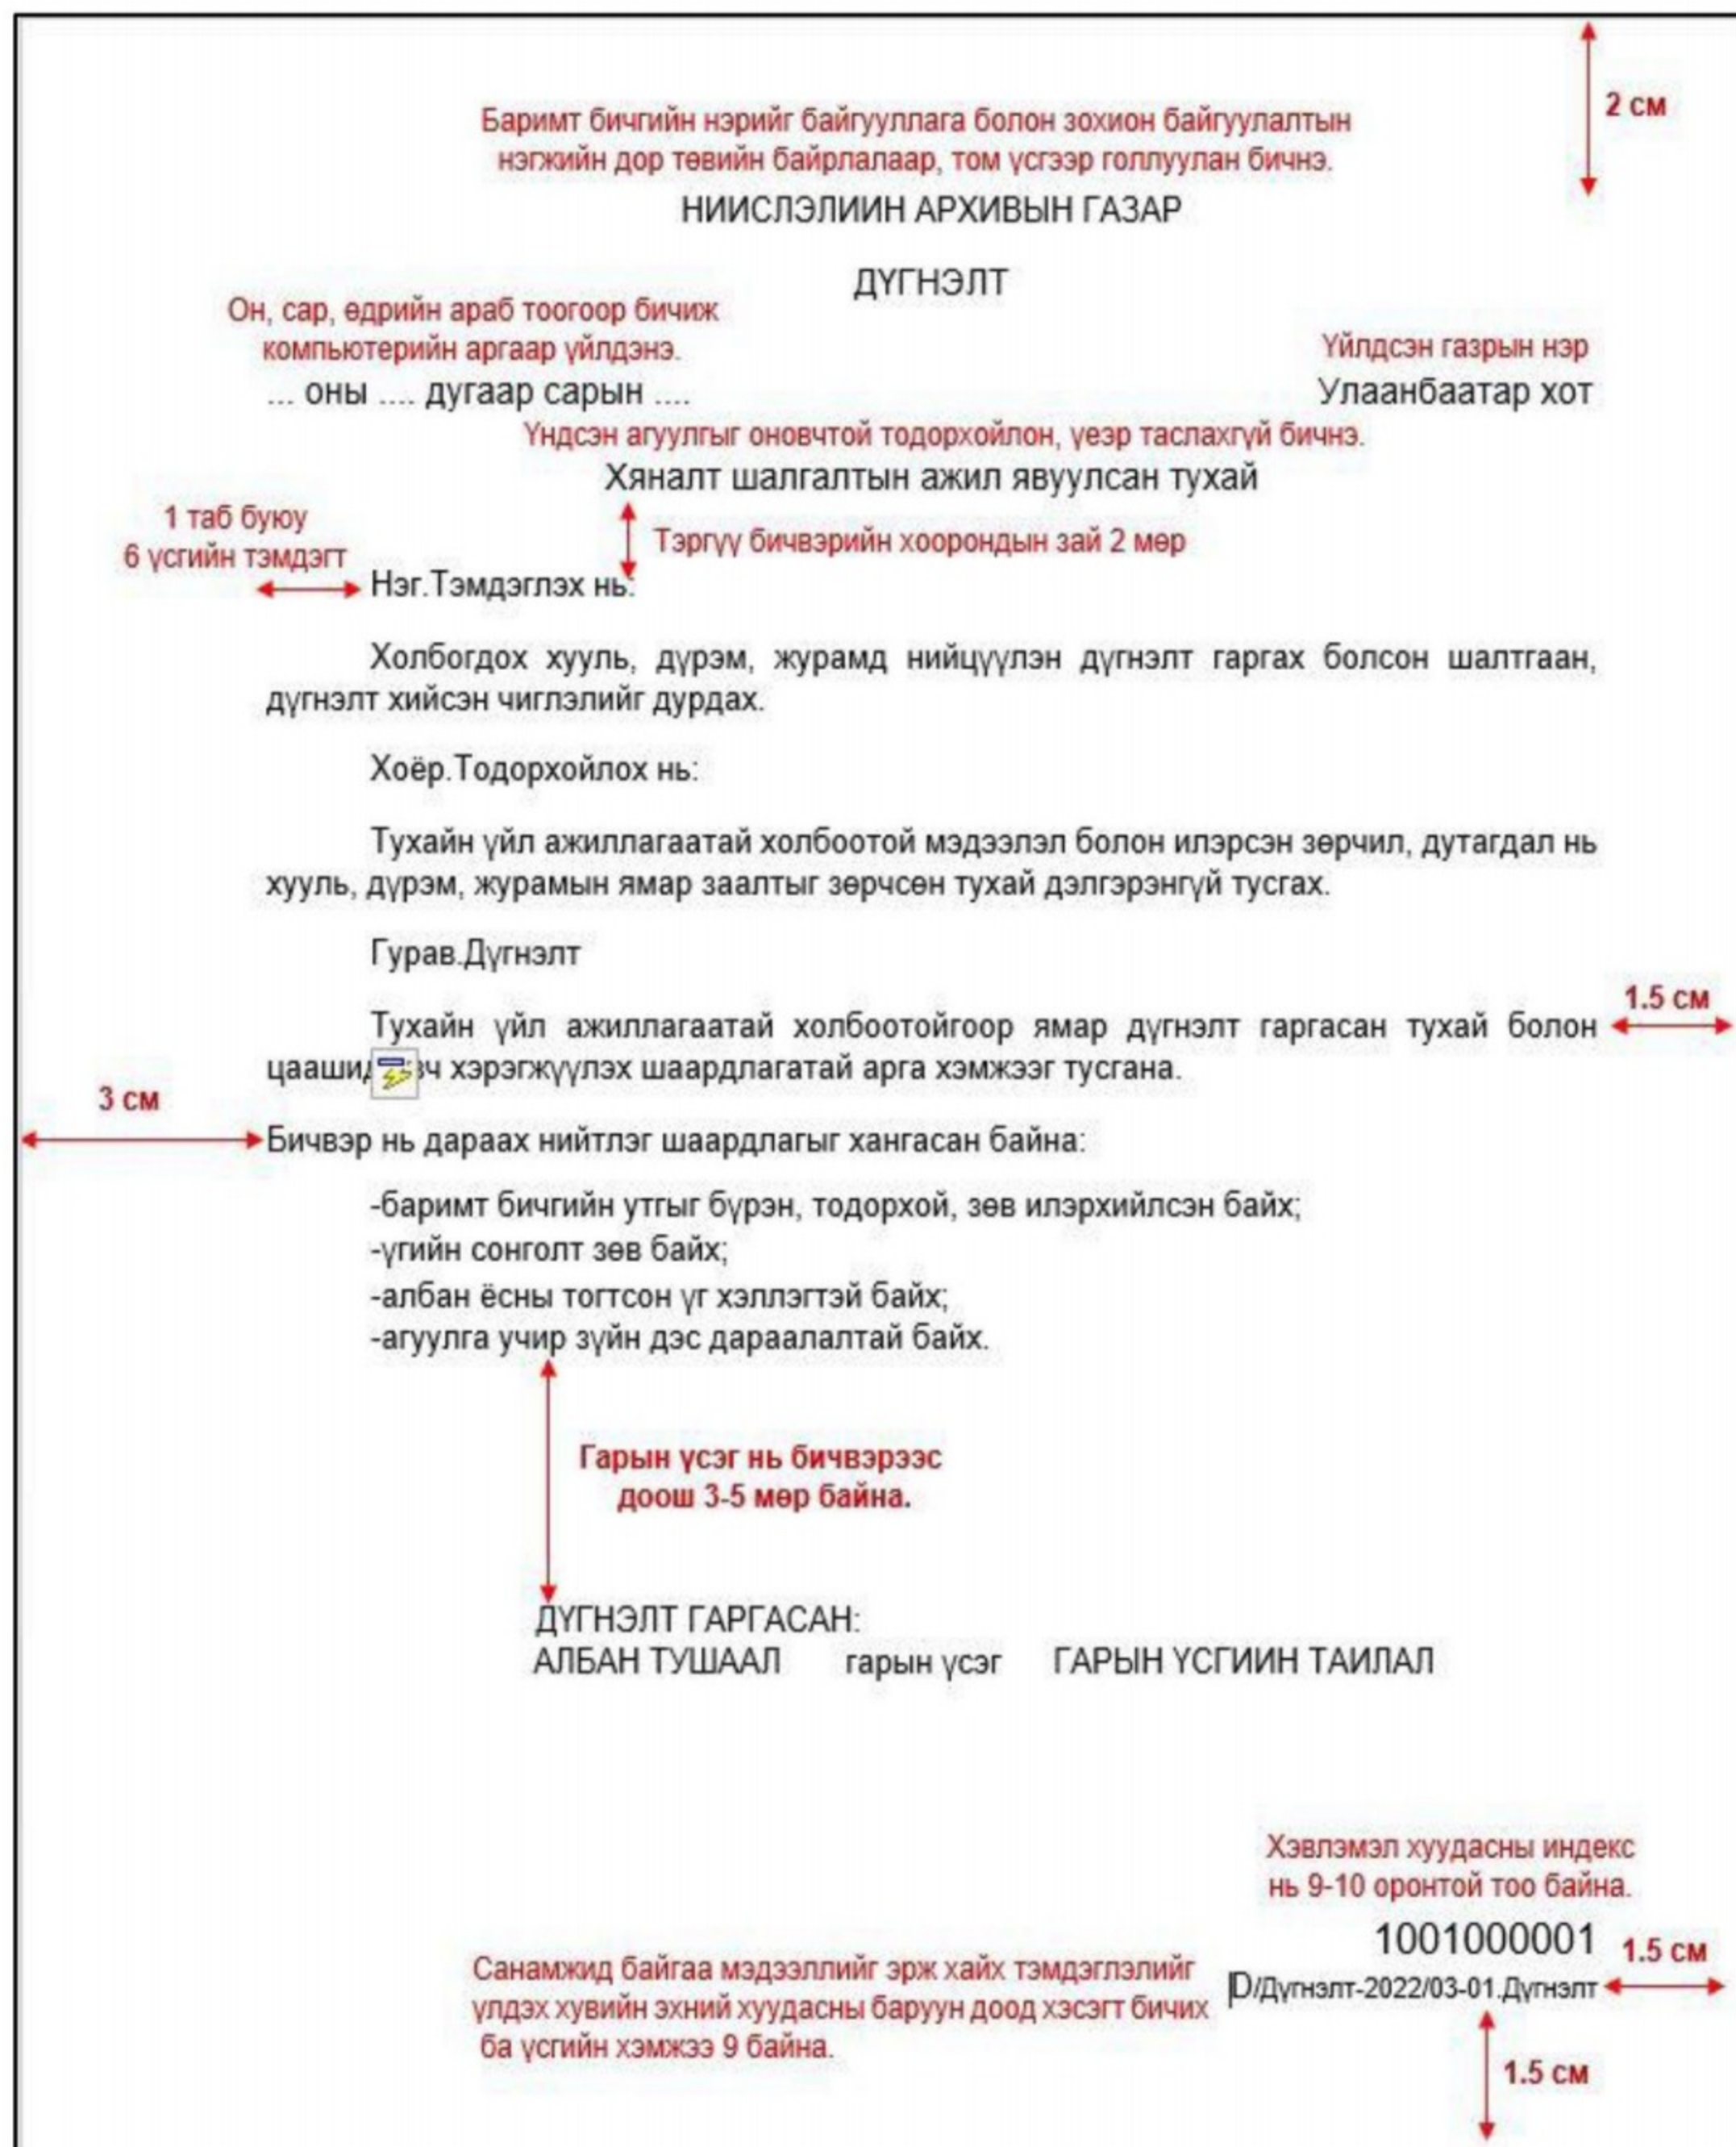 2 см
Баримт бичгийн нэрийг байгууллага болон зохион байгуулалтын
нэгжийн дор төвийн байрлалаар, том үсгээр голлуулан бичнэ.
НИИСЛЭЛИИН АРХИВЫН ГАЗАР
ДҮГНЭЛТ
Он, сар, өдрийн араб тоогоор бичиж
компьютерийн аргаар үйлдэнэ.
... оны .... дугаар сарын ....
Үйлдсэн газрын нэр
Улаанбаатар хот
Үндсэн агуулгыг оновчтой тодорхойлон, үеэр таслахгүй бичнэ.
Хяналт шалгалтын ажил явуулсан тухай
1 таб буюу
6 үсгийн тэмдэгт
Тэргүү бичвэрийн хоорондын зай 2 мөр
Нэг.Тэмдэглэх нь:
Холбогдох хууль, дүрэм, журамд нийцүүлэн дүгнэлт гаргах болсон шалтгаан,
дүгнэлт хийсэн чиглэлийг дурдах.
Хоёр.Тодорхойлох нь:
Тухайн үйл ажиллагаатай холбоотой мэдээлэл болон илэрсэн зөрчил, дутагдал нь
хууль, дүрэм, журамын ямар заалтыг зөрчсөн тухай дэлгэрэнгүй тусгах.
Гурав.Дүгнэлт
Тухайн үйл ажиллагаатай холбоотойгоор ямар дүгнэлт гаргасан тухай болон
хэрэгжүүлэх шаардлагатай арга хэмжээг тусгана.
1.5 см
3 см
Бичвэр нь дараах нийтлэг шаардлагыг хангасан байна:
-баримт бичгийн утгыг бүрэн, тодорхой, зөв илэрхийлсэн байх;
-үгийн сонголт зөв байх;
-албан ёсны тогтсон үг хэллэгтэй байх;
-агуулга учир зүйн дэс дараалалтай байх.
Гарын үсэг нь бичвэрээс
доош 3-5 мөр байна.
ДҮГНЭЛТ ГАРГАСАН:
АЛБАН ТУШААЛ гарын үсэг ГАРЫН ҮСГИИН ТАИЛАЛ
Хэвлэмэл хуудасны индекс
нь 9-10 оронтой тоо байна.
1001000001
1.5 см
D/Дүгнэлт-2022/03-01.Дүгнэлт
Санамжид байгаа мэдээллийг эрж хайх тэмдэглэлийг
үлдэх хувийн эхний хуудасны баруун доод хэсэгт бичих
ба үсгийн хэмжээ 9 байна.
1.5 см